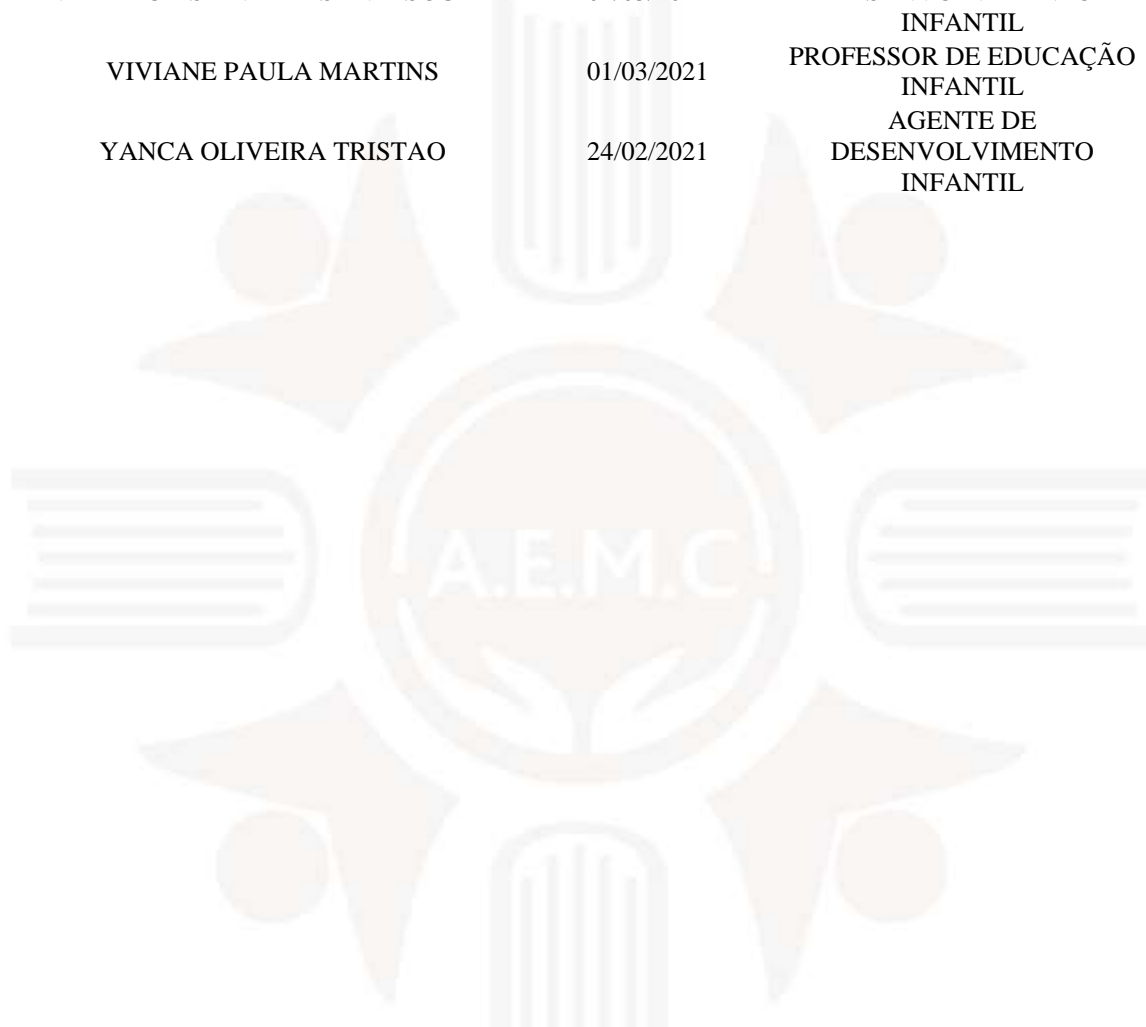 INFANTIL
VIVIANE PAULA MARTINS 01/03/2021 PROFESSOR DE EDUCAÇÃO
INFANTIL
YANCA OLIVEIRA TRISTAO 24/02/2021 AGENTE DE
DESENVOLVIMENTO
INFANTIL
A.E.M.C